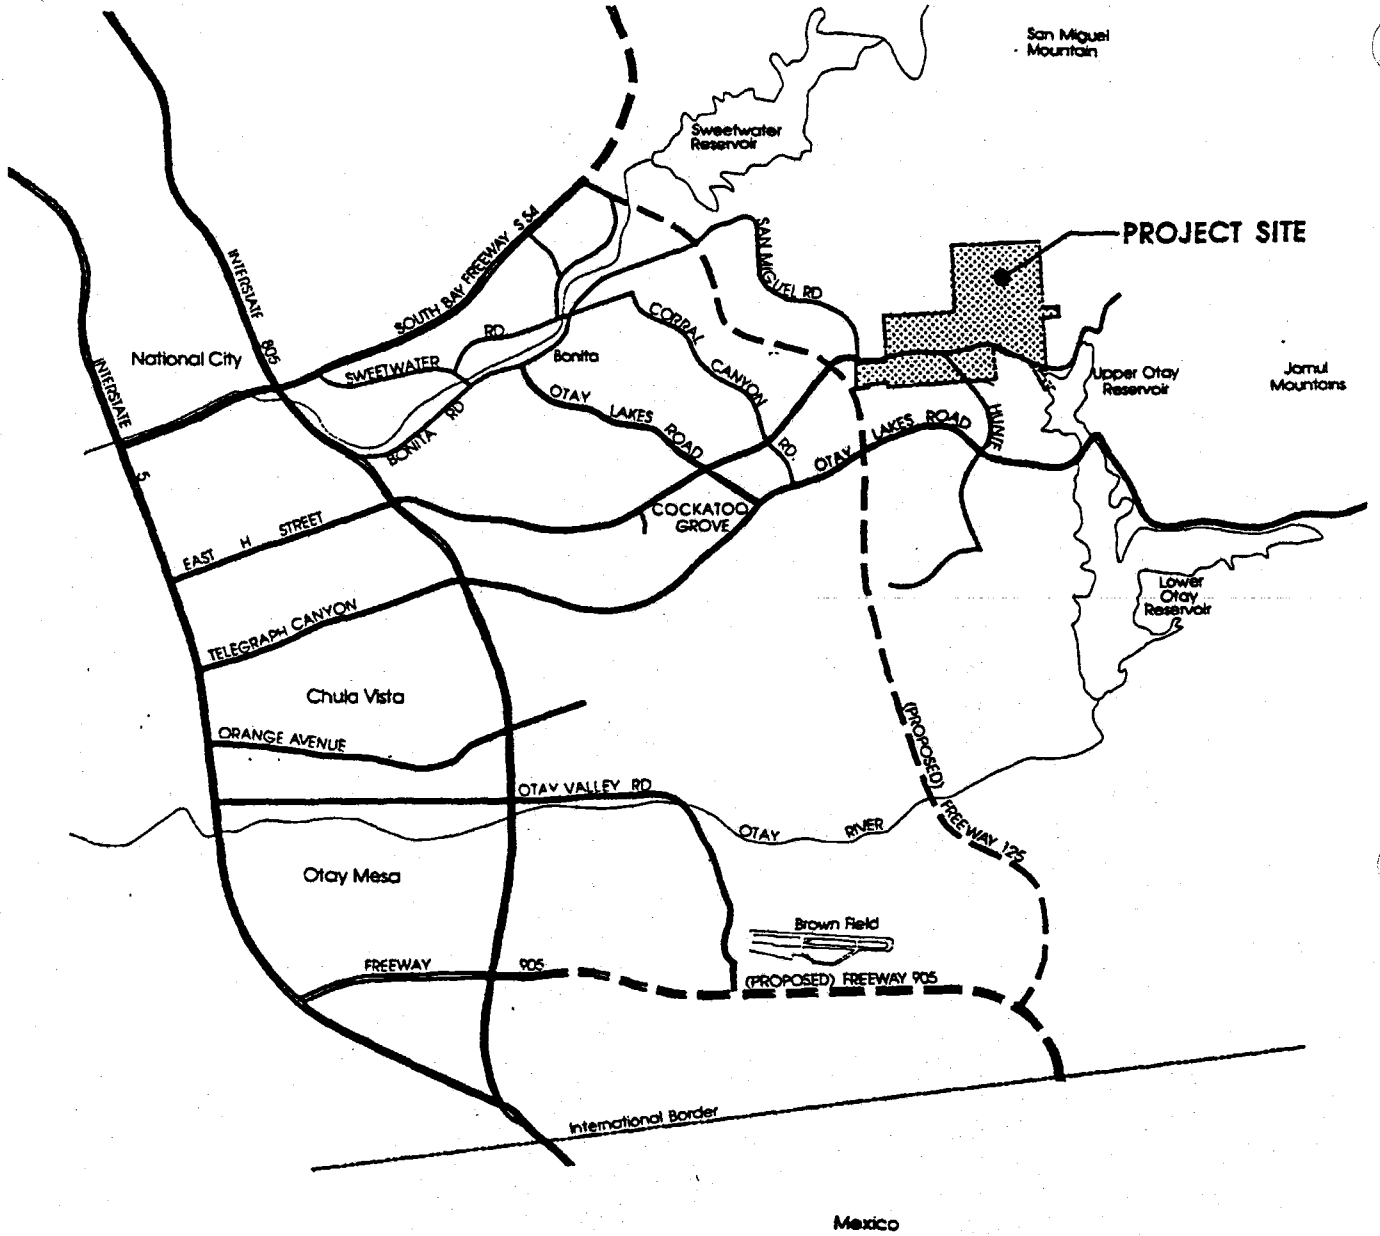 San Miguel
Mountain
Sweetwater
Reservoir
SOUTH BAY FREEWAY S 54
SAN MIGUEL RD
PROJECT SITE
INTERSTATE 805
National City
INTERSTATE 5
SWEETWATER RD.
Bonita
CORRAL CANYON RD.
Upper Otay
Reservoir
Jamul
Mountains
BONITA RD
OTAY LAKES ROAD
OTAY LAKES ROAD
HUNTE
COCKATOO
GROVE
EAST H STREET
Lower
Otay
Reservoir
TELEGRAPH CANYON
Chula Vista
ORANGE AVENUE
(PROPOSED) FREEWAY 125
OTAY VALLEY RD
OTAY RIVER
Otay Mesa
Brown Field
FREEWAY 905
(PROPOSED) FREEWAY 905
International Border
Mexico